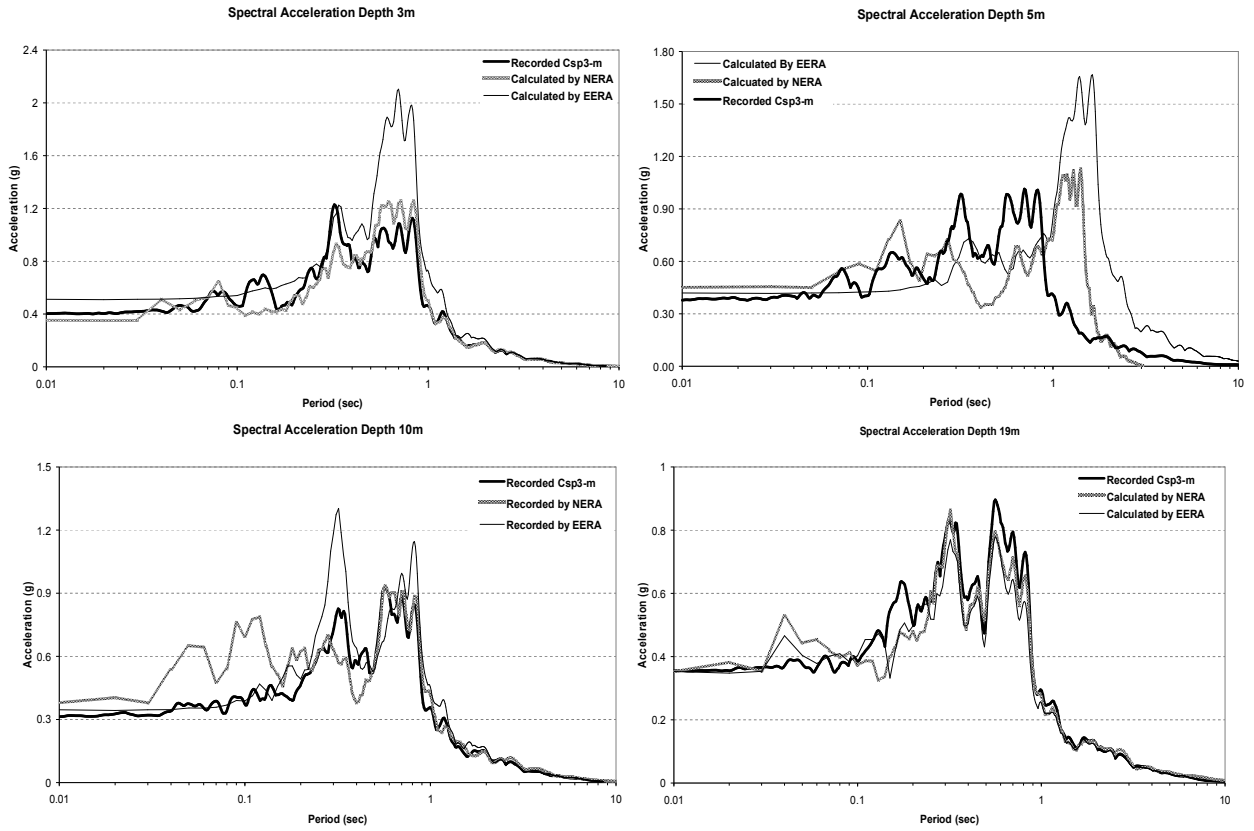 Spectral Acceleration Depth 3m
2.4
2
1.6
1.2
0.8
0.4
0
Acceleration (g)
Recorded Csp3-m
Calculated by NERA
Calculated by EERA
0.01
0.1
1
10
Period (sec)
Spectral Acceleration Depth 5m
1.80
1.50
1.20
0.90
0.60
0.30
0.00
Acceleration (g)
Calculated By EERA
Calcuated by NERA
Recorded Csp3-m
0.01
0.1
1
10
Period (sec)
Spectral Acceleration Depth 10m
1.5
1.2
0.9
0.6
0.3
0
Acceleration (g)
Recorded Csp3-m
Recorded by NERA
Recorded by EERA
0.01
0.1
1
10
Period (sec)
Spectral Acceleration Depth 19m
1
0.8
0.6
0.4
0.2
0
Acceleration (g)
Recorded Csp3-m
Calculated by NERA
Calculated by EERA
0.01
0.1
1
10
Period (sec)